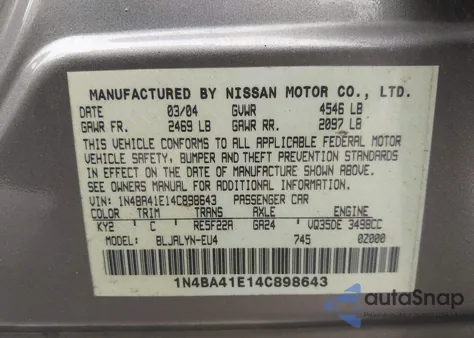 MANUFACTURED BY NISSAN MOTOR CO., LTD.
DATE 03/04 GVWR 4546 LB
GAWR FR. 2469 LB GAWR RR. 2097 LB
THIS VEHICLE CONFORMS TO ALL APPLICABLE FEDERAL MOTOR
VEHICLE SAFETY, BUMPER AND THEFT PREVENTION STANDARDS
IN EFFECT ON THE DATE OF MANUFACTURE SHOWN ABOVE.
SEE OWNERS MANUAL FOR ADDITIONAL INFORMATION
VIN: 1N4BA41E14C898643 PASSENGER CAR
COLOR TRIM TRANS AXLE ENGINE
KY2 C RE5F22A GA24 VQ35DE 3498CC
MODEL: BLJALYN-EU4 745 02000
1N4BA41E14C898643
autaSnap